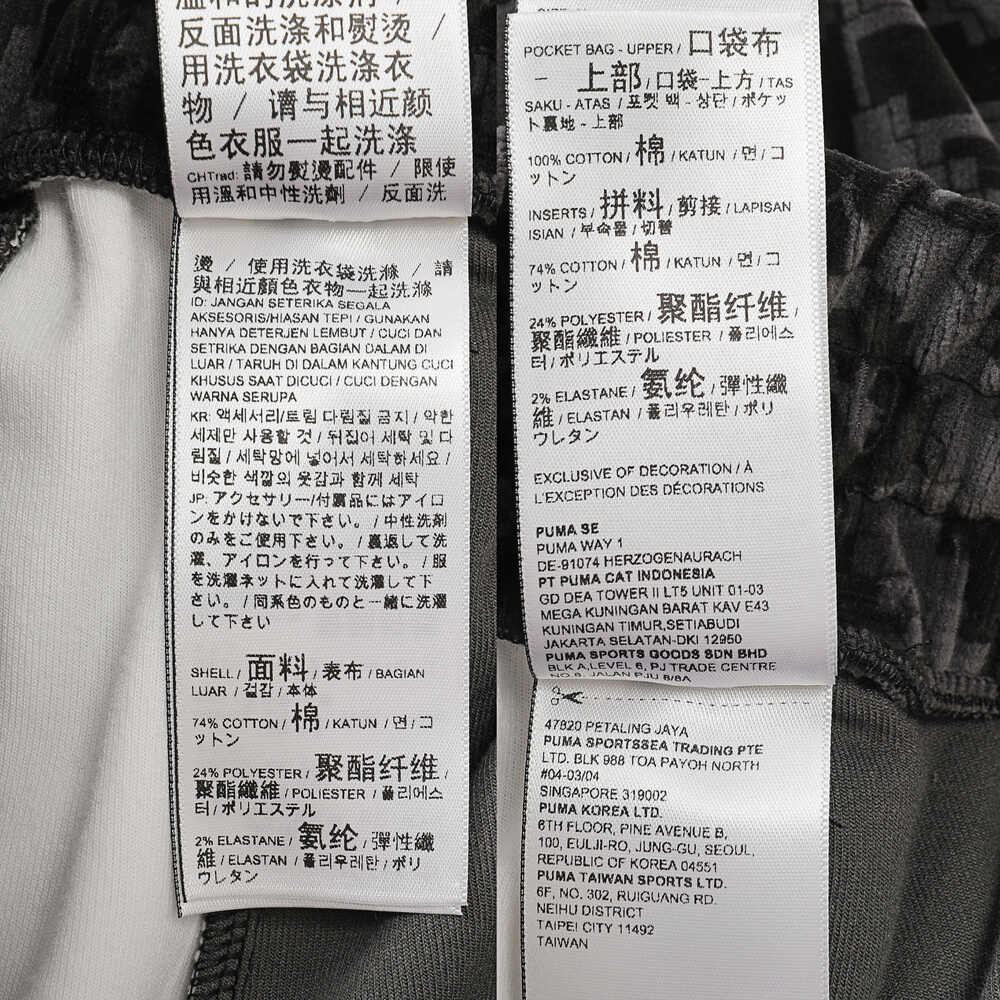 温和的洗涤剂 /
反面洗涤和熨烫 /
用洗衣袋洗涤衣
物 / 请与相近颜
色衣服一起洗涤
CHTrad: 請勿熨燙配件 / 限使
用溫和中性洗劑 / 反面洗
燙 / 使用洗衣袋洗滌 / 請
與相近顏色衣物一起洗滌
ID: JANGAN SETERIKA SEGALA
AKSESORIS/HIASAN TEPI / GUNAKAN
HANYA DETERJEN LEMBUT / CUCI DAN
SETRIKA DENGAN BAGIAN DALAM DI
LUAR / TARUH DI DALAM KANTUNG CUCI
KHUSUS SAAT DICUCI / CUCI DENGAN
WARNA SERUPA
KR: 액세서리/트림 다림질 금지 / 약한
세제만 사용할 것 / 뒤집어 세탁 및 다
림질 / 세탁망에 넣어서 세탁하세요 /
비슷한 색깔의 옷감과 함께 세탁
JP: アクセサリー/付属品にはアイロ
ンをかけないで下さい。 / 中性洗剤
のみをご使用下さい。 / 裏返して洗
濯、アイロンを行って下さい。 / 服
を洗濯ネットに入れて洗濯して下
さい。 / 同系色のものと一緒に洗濯
して下さい
SHELL / 面料 / 表布 / BAGIAN
LUAR / 겉감 / 本体
74% COTTON / 棉 / KATUN / 면 / コ
ットン
24% POLYESTER / 聚酯纤维 /
聚酯纖維 / POLIESTER / 폴리에스
터 / ポリエステル
2% ELASTANE / 氨纶 / 彈性纖
維 / ELASTAN / 폴리우레탄 / ポリ
ウレタン
POCKET BAG - UPPER / 口袋布
- 上部 / 口袋-上方 / TAS
SAKU - ATAS / 포켓 백 - 상단 / ポケッ
ト裏地 - 上部
100% COTTON / 棉 / KATUN / 면 / コ
ットン
INSERTS / 拼料 / 剪接 / LAPISAN
ISIAN / 부속물 / 切替
74% COTTON / 棉 / KATUN / 면 / コ
ットン
24% POLYESTER / 聚酯纤维 /
聚酯纖維 / POLIESTER / 폴리에스
터 / ポリエステル
2% ELASTANE / 氨纶 / 彈性纖
維 / ELASTAN / 폴리우레탄 / ポリ
ウレタン
EXCLUSIVE OF DECORATION / À
L'EXCEPTION DES DÉCORATIONS
PUMA SE
PUMA WAY 1
DE-91074 HERZOGENAURACH
PT PUMA CAT INDONESIA
GD DEA TOWER II LT5 UNIT 01-03
MEGA KUNINGAN BARAT KAV E43
KUNINGAN TIMUR,SETIABUDI
JAKARTA SELATAN-DKI 12950
PUMA SPORTS GOODS SDN BHD
BLK A,LEVEL 6, PJ TRADE CENTRE
NO.8, JALAN PJU 8/8A
47820 PETALING JAYA
PUMA SPORTSSEA TRADING PTE
LTD. BLK 988 TOA PAYOH NORTH
#04-03/04
SINGAPORE 319002
PUMA KOREA LTD.
6TH FLOOR, PINE AVENUE B,
100, EULJI-RO, JUNG-GU, SEOUL,
REPUBLIC OF KOREA 04551
PUMA TAIWAN SPORTS LTD.
6F, NO. 302, RUIGUANG RD.
NEIHU DISTRICT
TAIPEI CITY 11492
TAIWAN